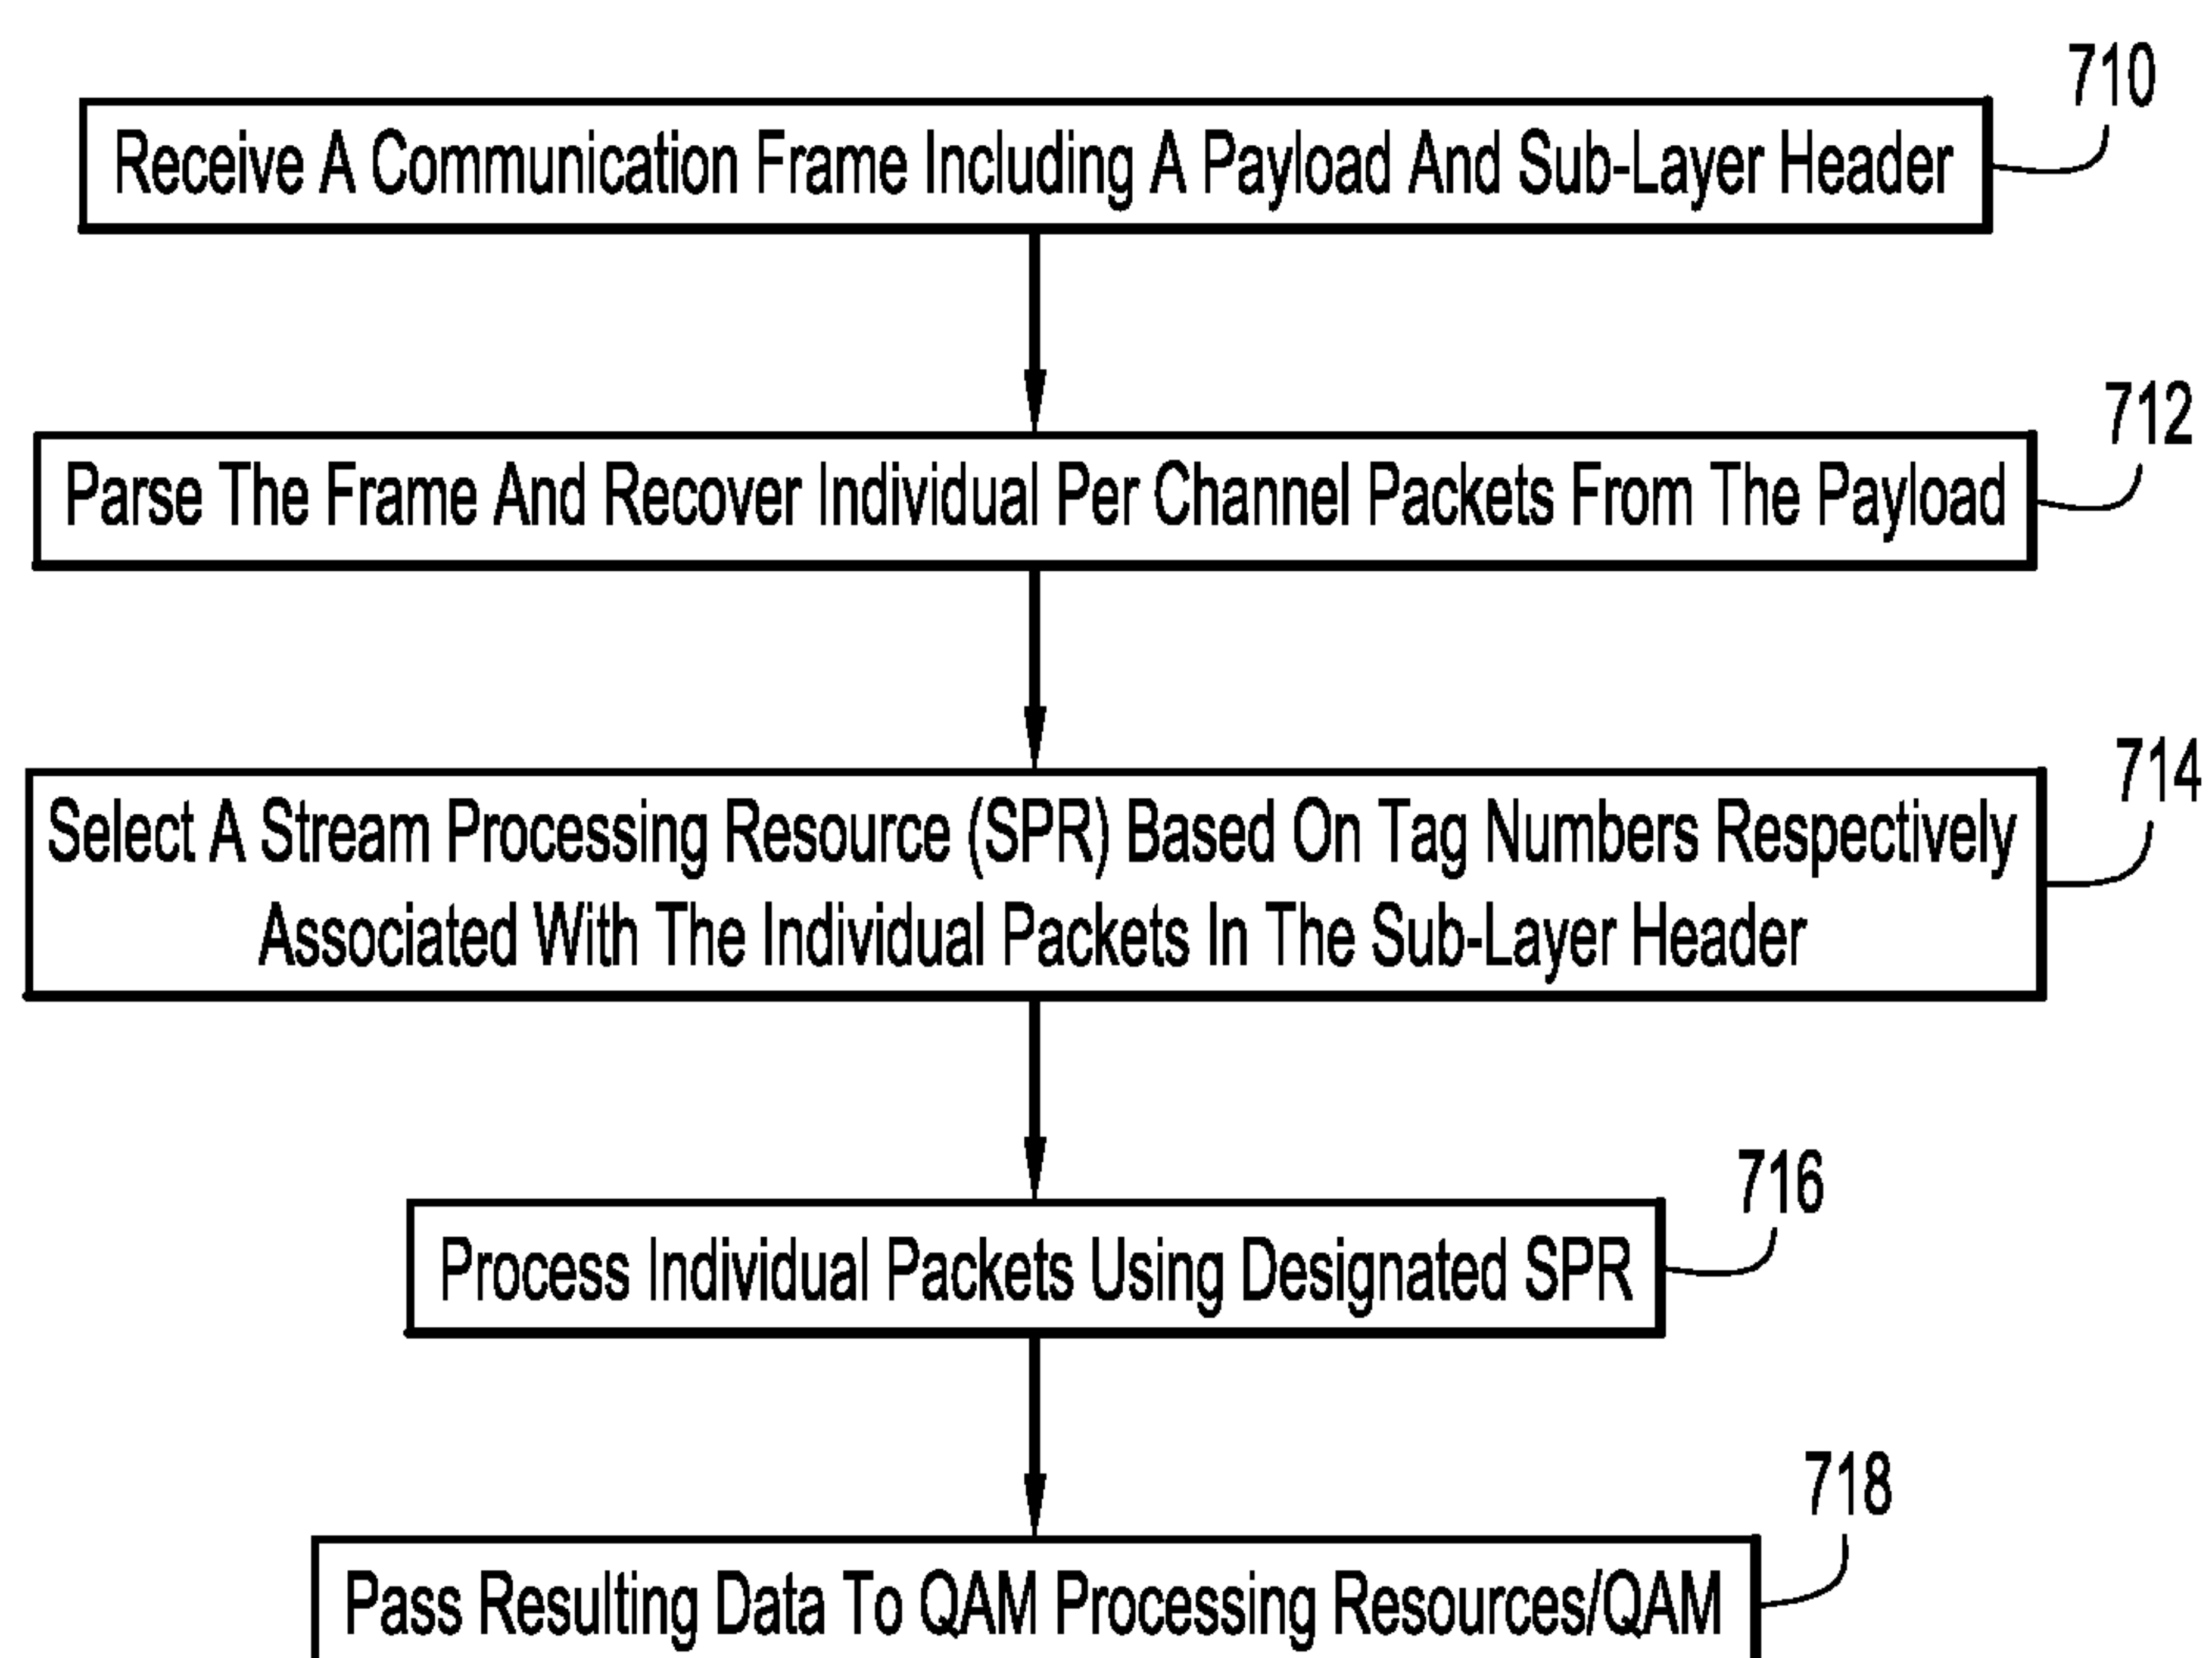 710
Receive A Communication Frame Including A Payload And Sub-Layer Header
712
Parse The Frame And Recover Individual Per Channel Packets From The Payload
714
Select A Stream Processing Resource (SPR) Based On Tag Numbers Respectively
Associated With The Individual Packets In The Sub-Layer Header
716
Process Individual Packets Using Designated SPR
718
Pass Resulting Data To QAM Processing Resources/QAM